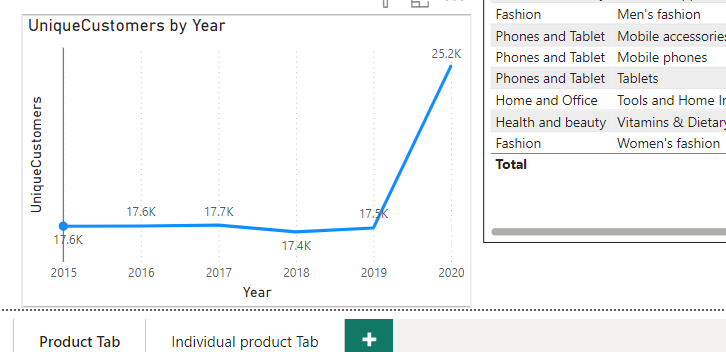 UniqueCustomers by Year
UniqueCustomers
25.2K
17.6K
17.7K
17.5K
17.6K
17.4K
2015 2016 2017 2018 2019 2020
Year
Fashion Men's fashion
Phones and Tablet Mobile accessories
Phones and Tablet Mobile phones
Phones and Tablet Tablets
Home and Office Tools and Home
Health and beauty Vitamins & Dietary
Fashion Women's fashion
Total
Product Tab Individual product Tab +